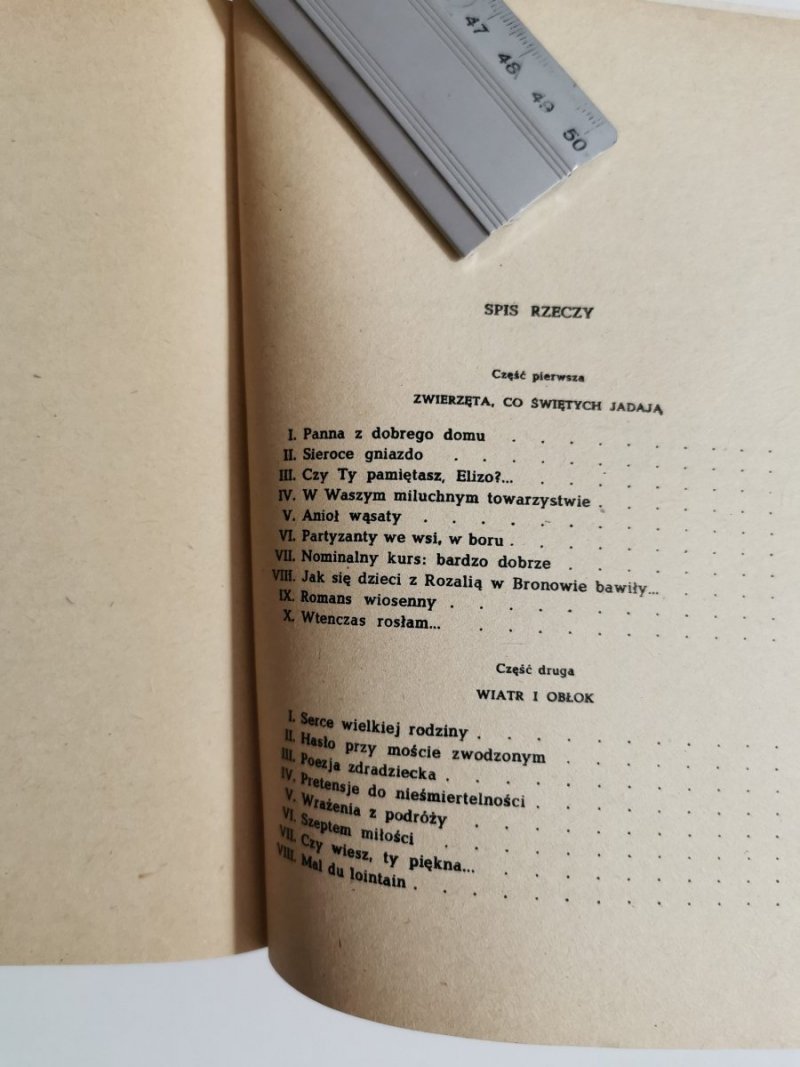 47 48 49 50
SPIS RZECZY
Część pierwsza
ZWIERZĘTA, CO ŚWIĘTYCH JADAJĄ
I. Panna z dobrego domu . . . . . . . . . .
II. Sieroce gniazdo . . . . . . . . . . . .
III. Czy Ty pamiętasz, Elizo?... . . . . . . . . .
IV. W Waszym miluchnym towarzystwie . . . . . . .
V. Anioł wąsaty . . . . . . . . . . . . .
VI. Partyzanty we wsi, w boru . . . . . . . . . .
VII. Nominalny kurs: bardzo dobrze . . . . . . . .
VIII. Jak się dzieci z Rozalią w Bronowie bawiły... . . . .
IX. Romans wiosenny . . . . . . . . . . . .
X. Wtenczas rosłam... . . . . . . . . . . .
Część druga
WIATR I OBŁOK
I. Serce wielkiej rodziny . . . . . . . . . . .
II. Hasło przy moście zwodzonym . . . . . . . .
III. Poezja zdradziecka . . . . . . . . . . . .
IV. Pretensje do nieśmiertelności . . . . . . . . .
V. Wrażenia z podróży . . . . . . . . . . .
VI. Szeptem miłości . . . . . . . . . . . .
VII. Czy wiesz, ty piękna... . . . . . . . . . .
VIII. Mal du lointain . . . . . . . . . . . . .